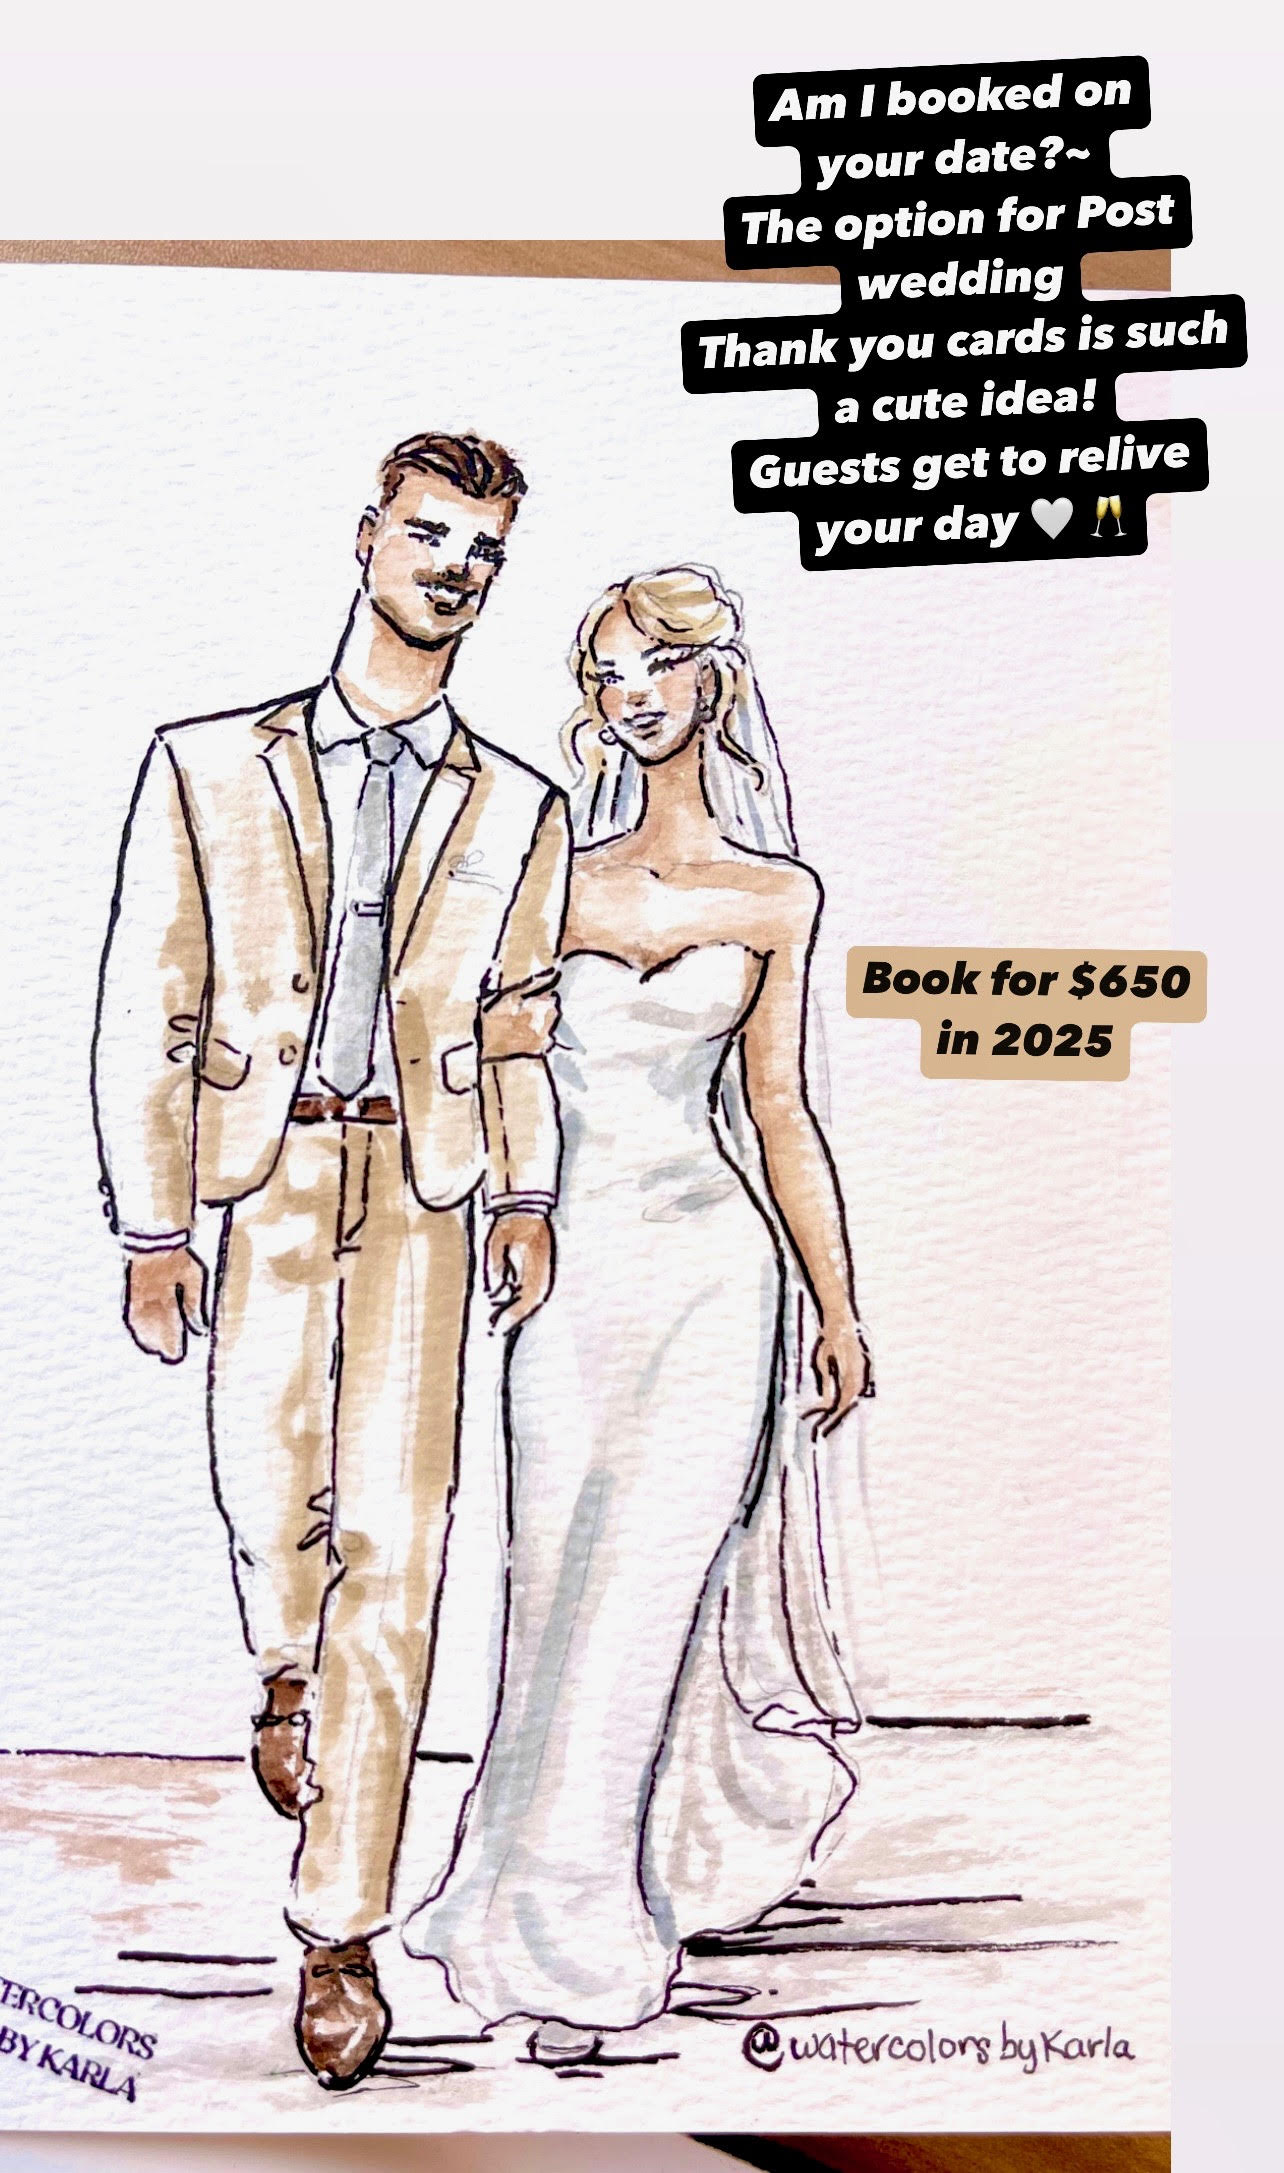 Am I booked on
your date?~
The option for Post
wedding
Thank you cards is such
a cute idea!
Guests get to relive
your day 🤍 🥂
Book for $650
in 2025
TERCOLORS
BY KARLA
@watercolorsbyKarla